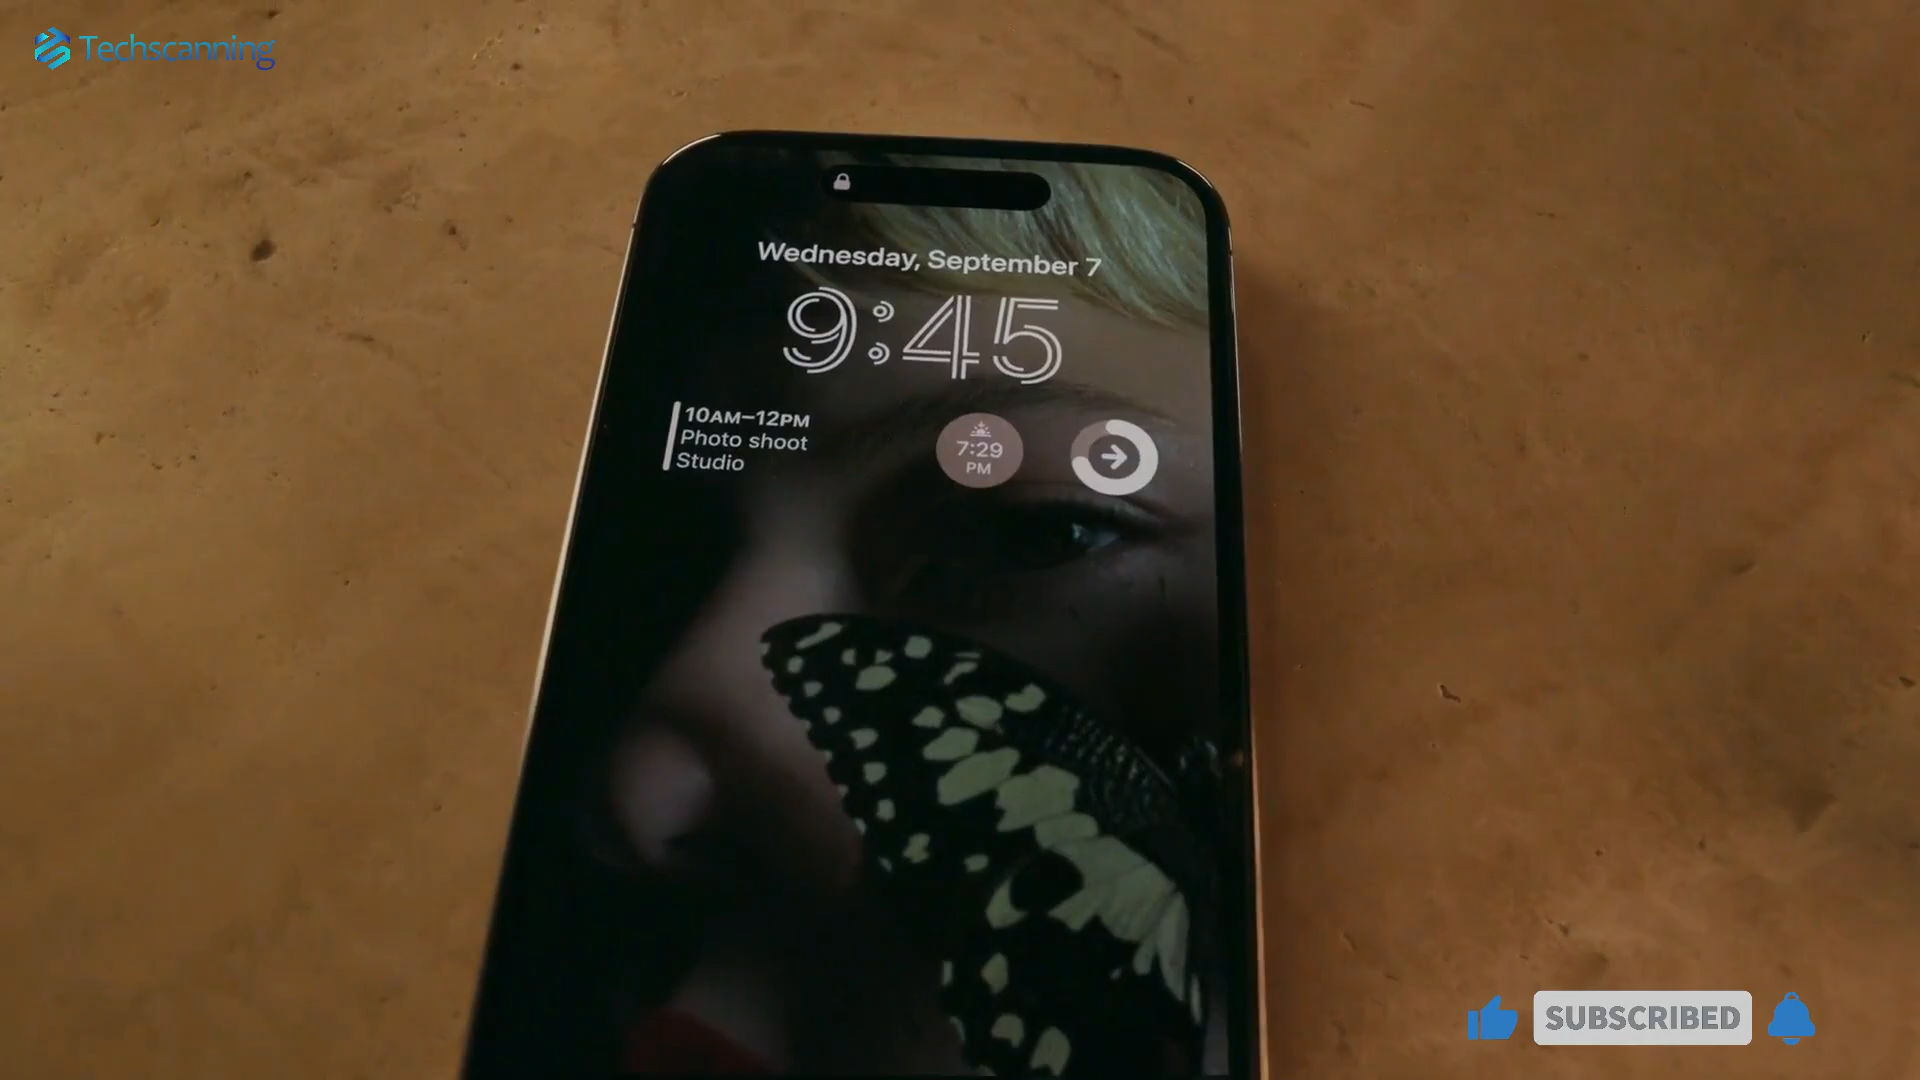 Techscanning
Wednesday, September 7
9:45
10AM–12PM
Photo shoot
Studio
7:29
PM
SUBSCRIBED